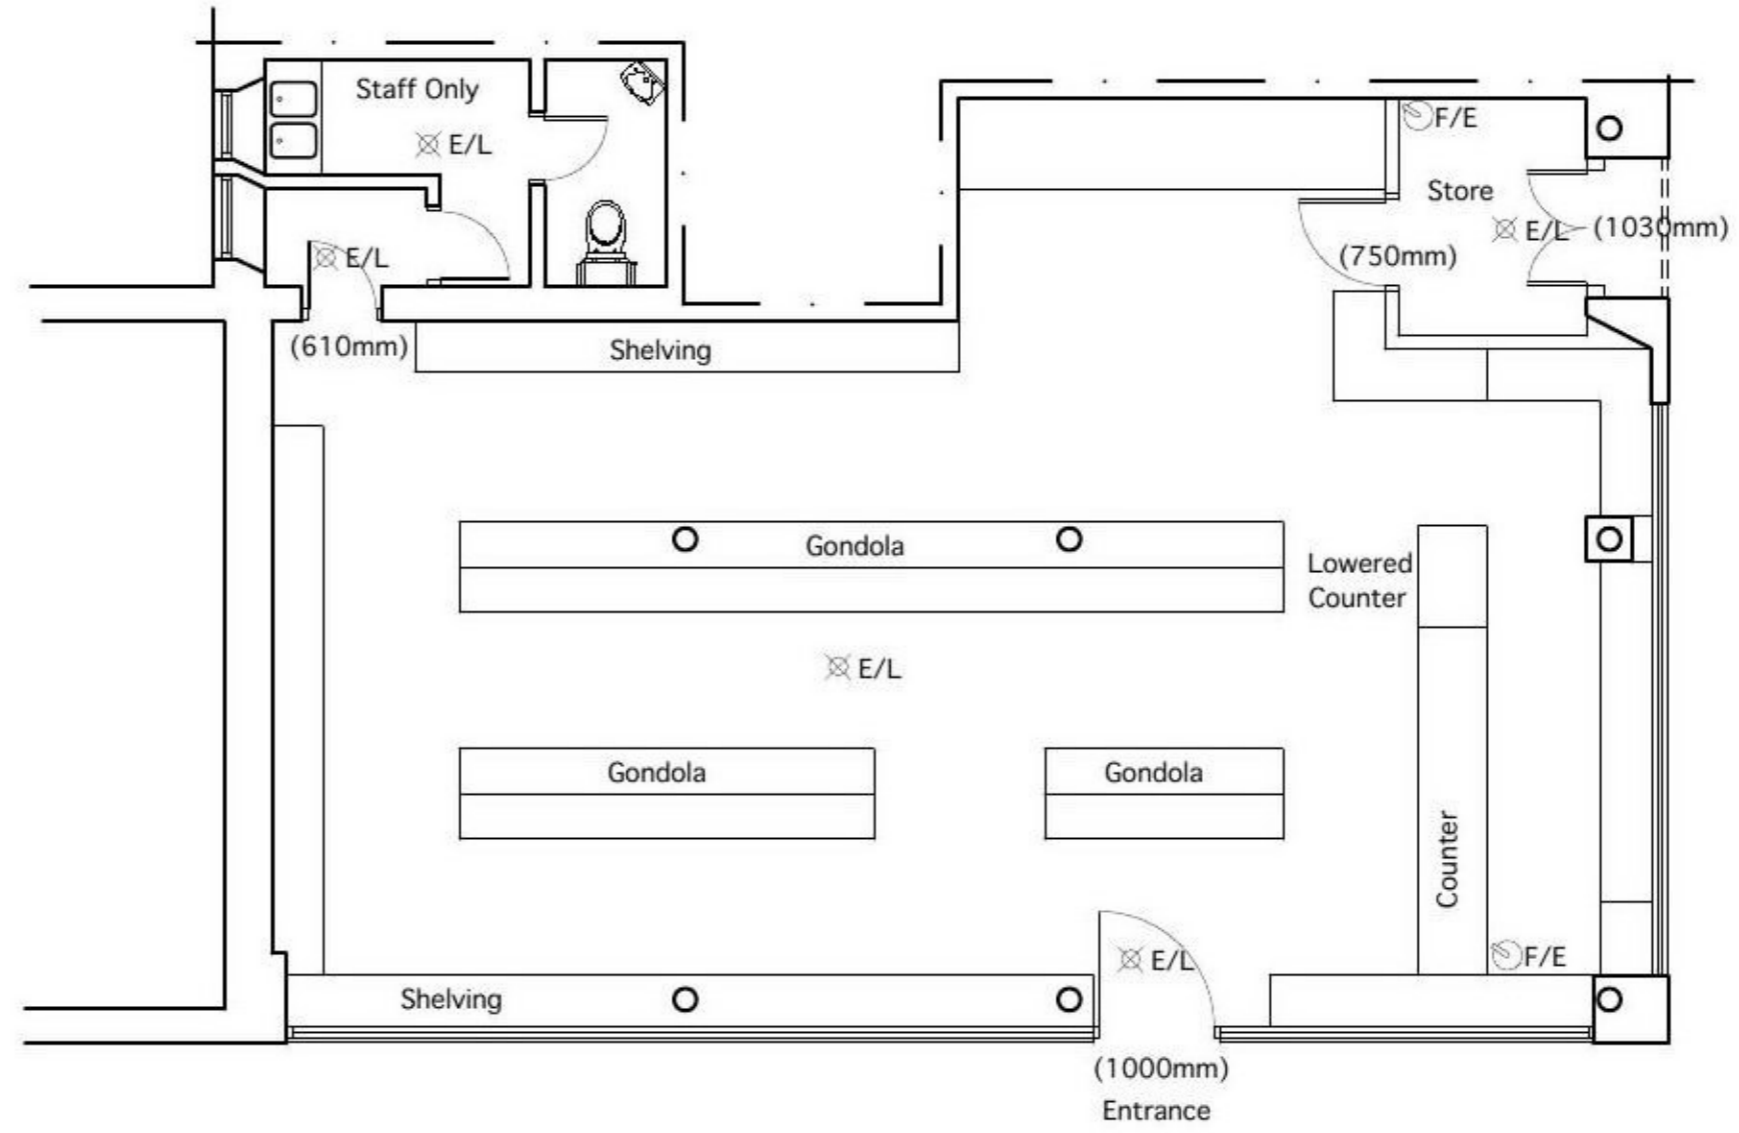 Staff Only
F/E
E/L
Store
E/L
(1030mm)
E/L
(750mm)
(610mm)
Shelving
Gondola
Lowered
Counter
E/L
Gondola
Gondola
Counter
E/L
F/E
Shelving
(1000mm)
Entrance